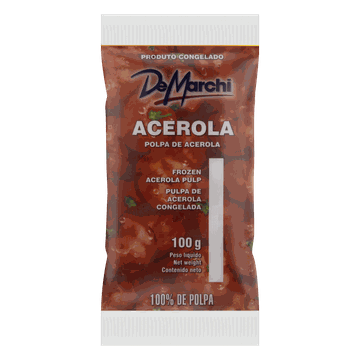 PRODUTO CONGELADO
DeMarchi
ACEROLA
POLPA DE ACEROLA
FROZEN
ACEROLA PULP
PULPA DE
ACEROLA
CONGELADA
100 g
Peso líquido
Net weight
Contenido neto
100% DE POLPA